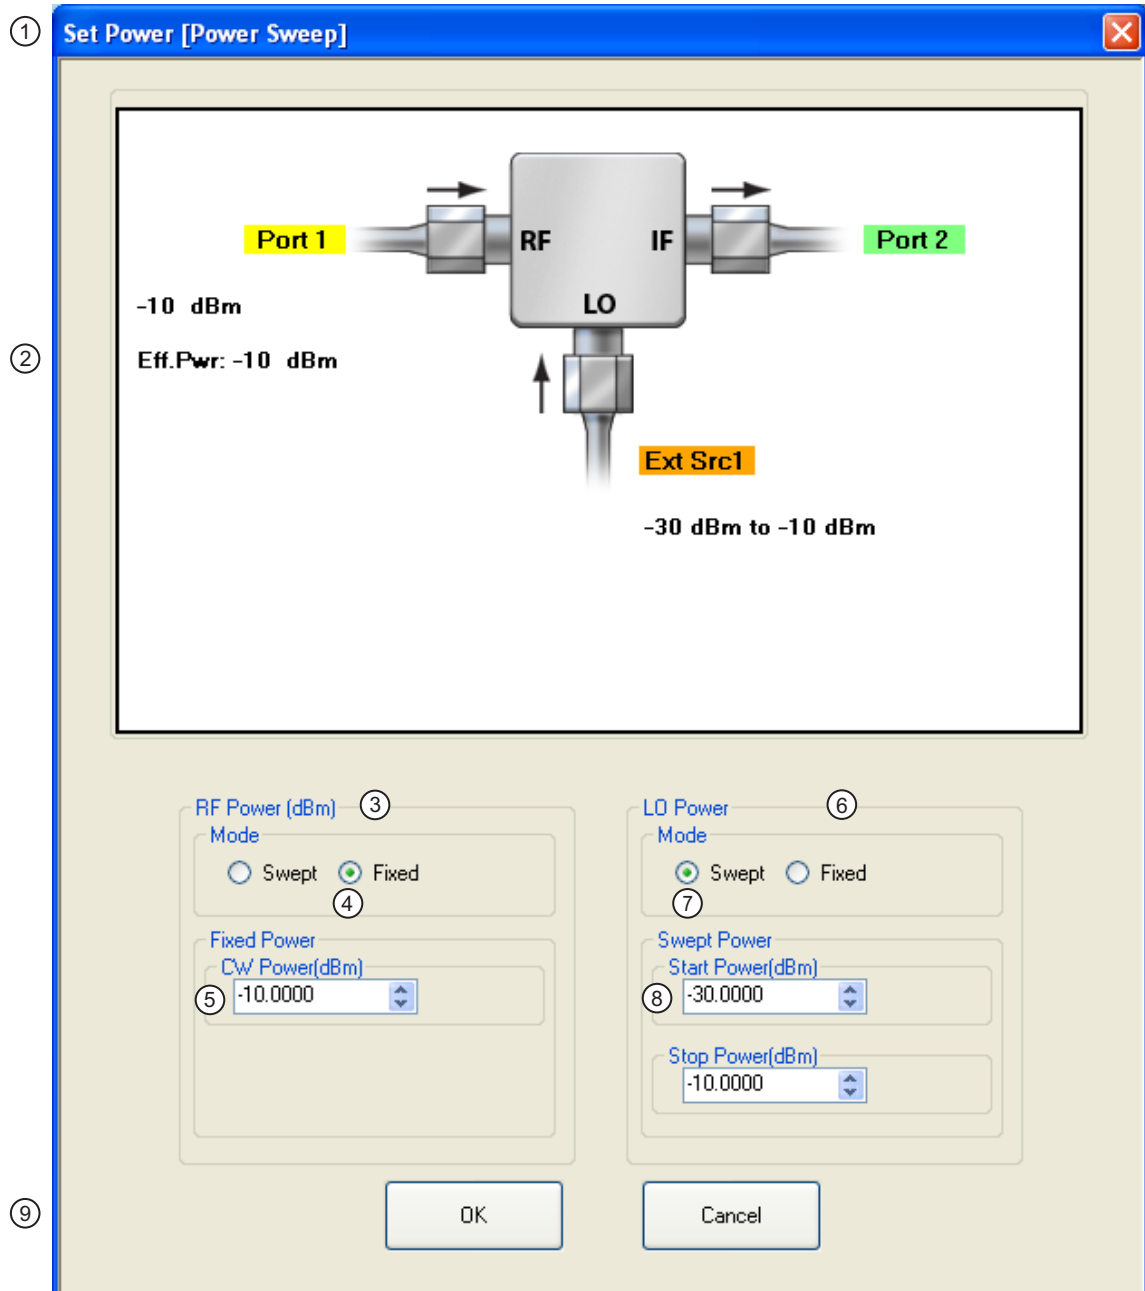 ① Set Power [Power Sweep]
Port 1 RF IF Port 2
LO
-10 dBm
② Eff.Pwr: -10 dBm
Ext Src1
-30 dBm to -10 dBm
RF Power (dBm) ③
Mode
Swept Fixed
④
Fixed Power
CW Power(dBm)
⑤ -10.0000
LO Power ⑥
Mode
Swept Fixed
⑦
Swept Power
Start Power(dBm)
⑧ -30.0000
Stop Power(dBm)
-10.0000
⑨ OK Cancel